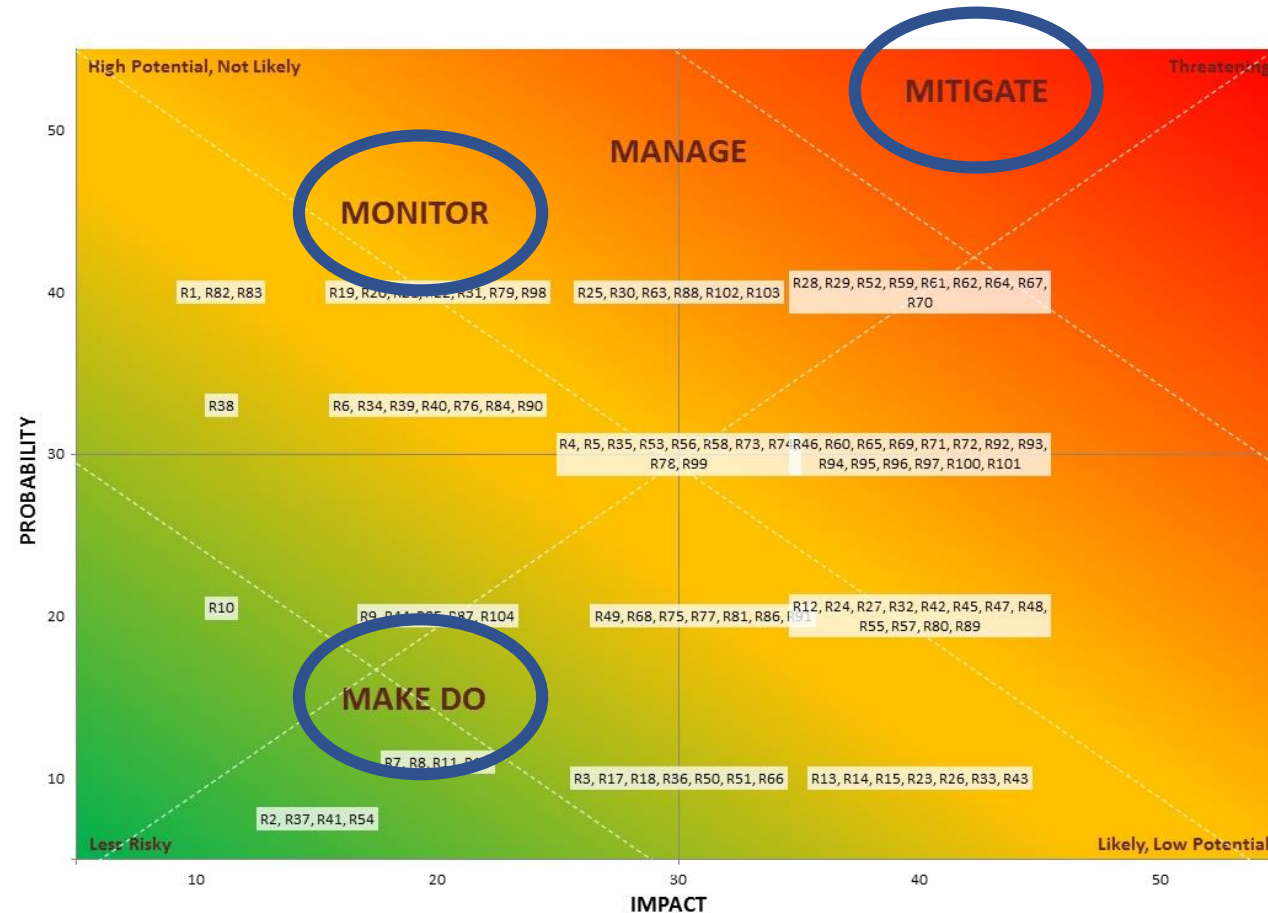 High Potential, Not Likely
Threatening
MITIGATE
50
MANAGE
MONITOR
40
R1, R82, R83
R19, R20, R22, R31, R79, R98
R25, R30, R63, R88, R102, R103
R28, R29, R52, R59, R61, R62, R64, R67,
R70
R38
R6, R34, R39, R40, R76, R84, R90
PROBABILITY
30
R4, R5, R35, R53, R56, R58, R73, R74
R78, R99
R46, R60, R65, R69, R71, R72, R92, R93,
R94, R95, R96, R97, R100, R101
20
R10
R9, R87, R104
R49, R68, R75, R77, R81, R86, R91
R12, R24, R27, R32, R42, R45, R47, R48,
R55, R57, R80, R89
MAKE DO
10
R7, R8, R11,
R3, R17, R18, R36, R50, R51, R66
R13, R14, R15, R23, R26, R33, R43
R2, R37, R41, R54
Less Risky
Likely, Low Potential
10
20
30
40
50
IMPACT